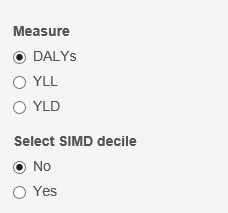 Measure
DALYs
YLL
YLD
Select SIMD decile
No
Yes